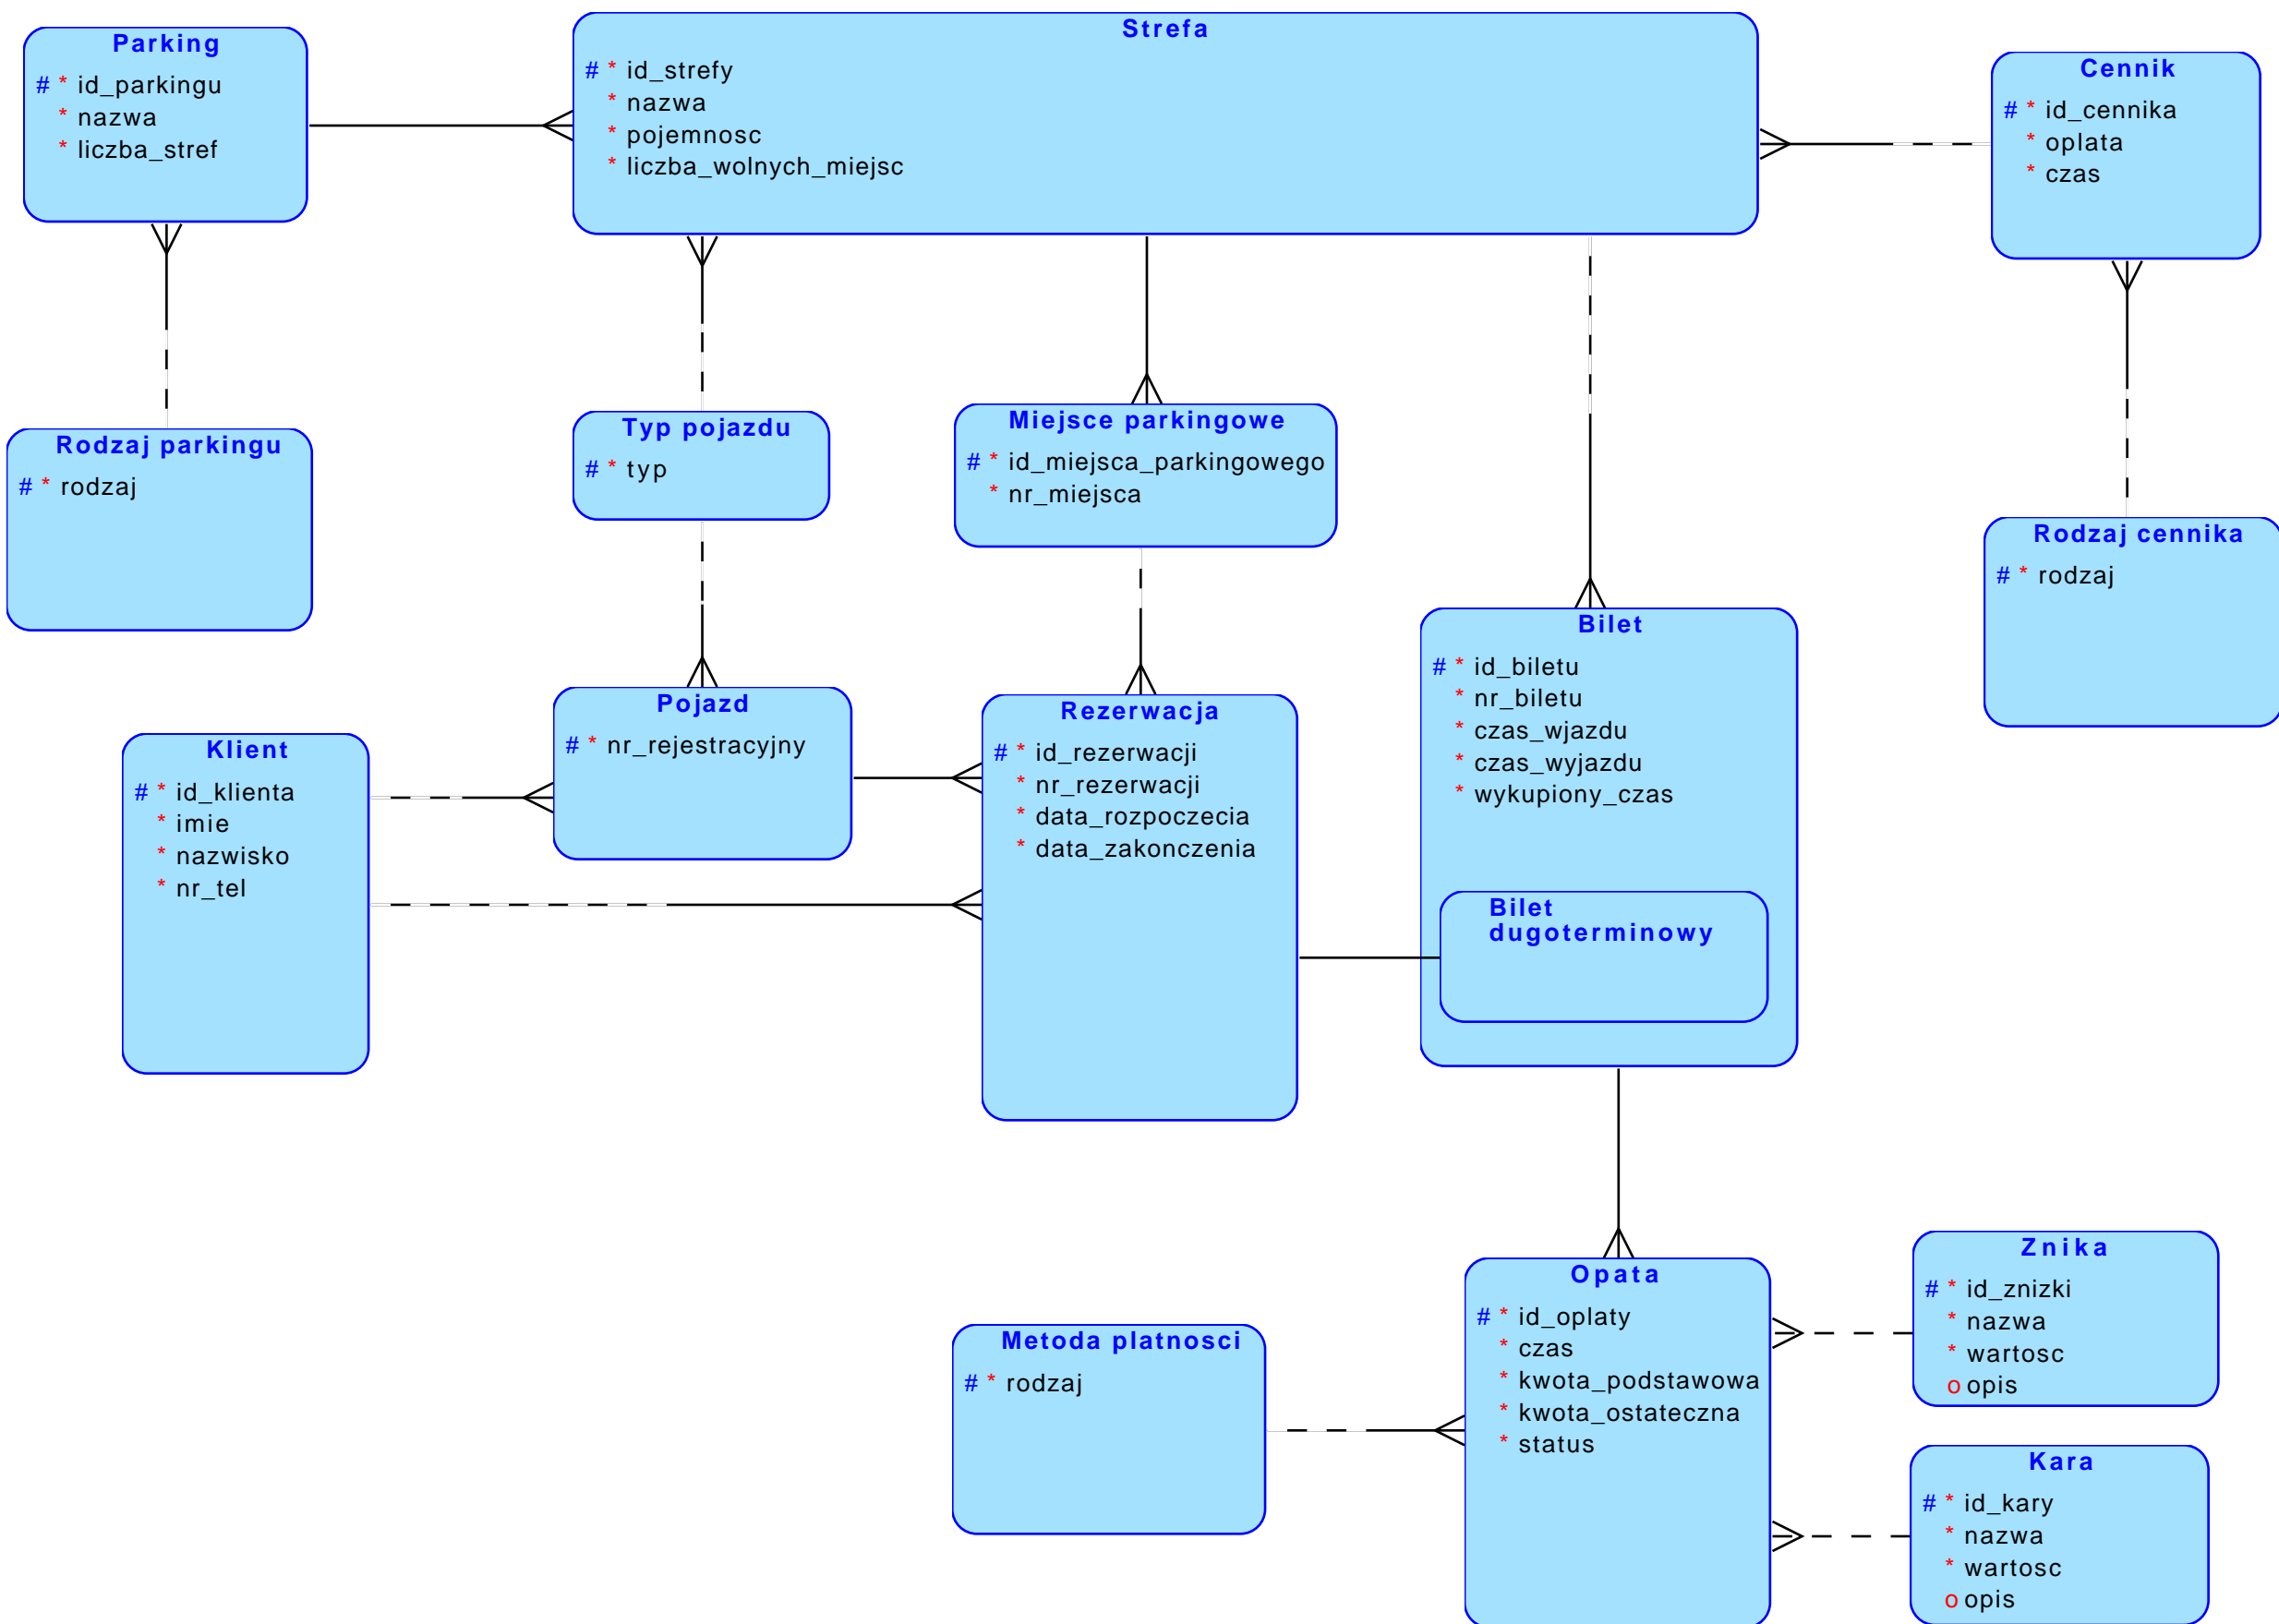 Parking
# * id_parkingu
* nazwa
* liczba_stref
Strefa
# * id_strefy
* nazwa
* pojemnosc
* liczba_wolnych_miejsc
Cennik
# * id_cennika
* oplata
* czas
Rodzaj parkingu
# * rodzaj
Typ pojazdu
# * typ
Miejsce parkingowe
# * id_miejsca_parkingowego
* nr_miejsca
Rodzaj cennika
# * rodzaj
Klient
# * id_klienta
* imie
* nazwisko
* nr_tel
Pojazd
# * nr_rejestracyjny
Rezerwacja
# * id_rezerwacji
* nr_rezerwacji
* data_rozpoczecia
* data_zakonczenia
Bilet
# * id_biletu
* nr_biletu
* czas_wjazdu
* czas_wyjazdu
* wykupiony_czas
Bilet
dugoterminowy
Metoda platnosci
# * rodzaj
Opata
# * id_oplaty
* czas
* kwota_podstawowa
* kwota_ostateczna
* status
Znika
# * id_znizki
* nazwa
* wartosc
o opis
Kara
# * id_kary
* nazwa
* wartosc
o opis